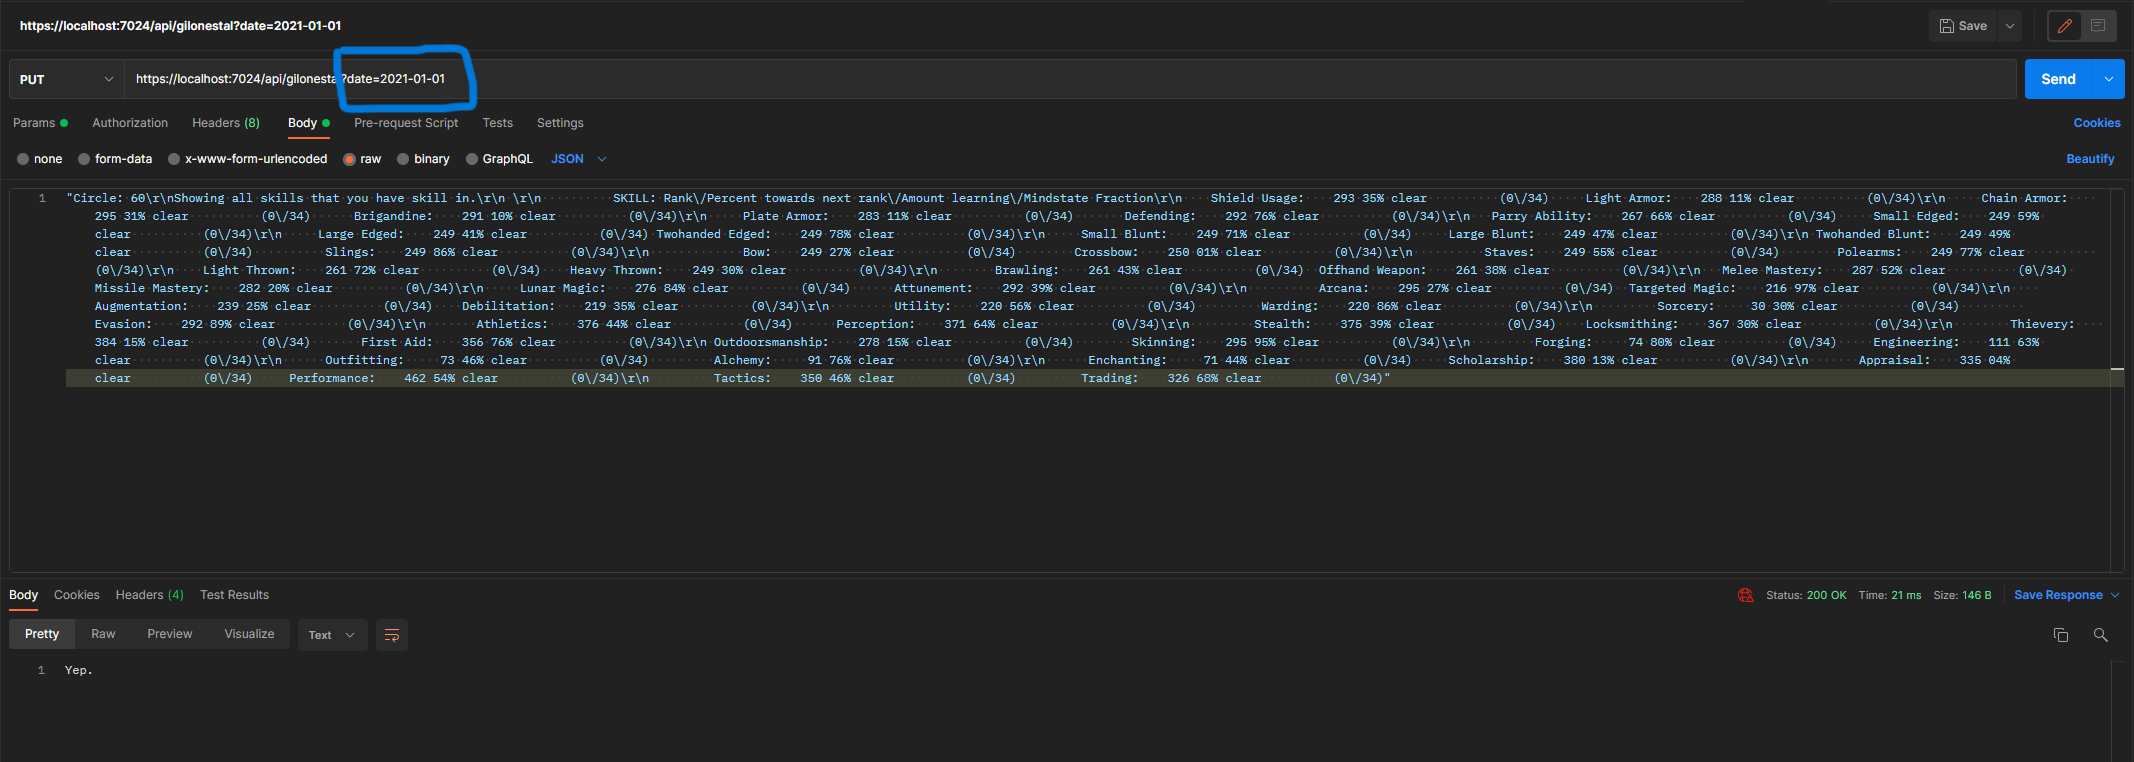 https://localhost:7024/api/gilonestal?date=2021-01-01
Save
PUT https://localhost:7024/api/gilonestal?date=2021-01-01 Send
Params Authorization Headers (8) Body Pre-request Script Tests Settings Cookies
none form-data x-www-form-urlencoded raw binary GraphQL JSON Beautify
1 "Circle: 60\r\nShowing all skills that you have skill in.\r\n \r\n SKILL: Rank\/Percent towards next rank\/Amount learning\/Mindstate Fraction\r\n Shield Usage: 293 35% clear (0\/34) Light Armor: 288 11% clear (0\/34)\r\n Chain Armor:
295 31% clear (0\/34) Brigandine: 291 10% clear (0\/34)\r\n Plate Armor: 283 11% clear (0\/34) Defending: 292 76% clear (0\/34)\r\n Parry Ability: 267 66% clear (0\/34) Small Edged: 249 59%
clear (0\/34)\r\n Large Edged: 249 41% clear (0\/34) Twohanded Edged: 249 78% clear (0\/34)\r\n Small Blunt: 249 71% clear (0\/34) Large Blunt: 249 47% clear (0\/34)\r\n Twohanded Blunt: 249 49%
clear (0\/34) Slings: 249 86% clear (0\/34)\r\n Bow: 249 27% clear (0\/34) Crossbow: 250 01% clear (0\/34)\r\n Staves: 249 55% clear (0\/34) Polearms: 249 77% clear
(0\/34)\r\n Light Thrown: 261 72% clear (0\/34) Heavy Thrown: 249 30% clear (0\/34)\r\n Brawling: 261 43% clear (0\/34) Offhand Weapon: 261 38% clear (0\/34)\r\n Melee Mastery: 287 52% clear (0\/34)
Missile Mastery: 282 20% clear (0\/34)\r\n Lunar Magic: 276 84% clear (0\/34) Attunement: 292 39% clear (0\/34)\r\n Arcana: 295 27% clear (0\/34) Targeted Magic: 216 97% clear (0\/34)\r\n
Augmentation: 239 25% clear (0\/34) Debilitation: 219 35% clear (0\/34)\r\n Utility: 220 56% clear (0\/34) Warding: 220 86% clear (0\/34)\r\n Sorcery: 30 30% clear (0\/34)
Evasion: 292 89% clear (0\/34)\r\n Athletics: 376 44% clear (0\/34) Perception: 371 64% clear (0\/34)\r\n Stealth: 375 39% clear (0\/34) Locksmithing: 367 30% clear (0\/34)\r\n Thievery:
384 15% clear (0\/34) First Aid: 356 76% clear (0\/34)\r\n Outdoorsmanship: 278 15% clear (0\/34) Skinning: 295 95% clear (0\/34)\r\n Forging: 74 80% clear (0\/34) Engineering: 111 63%
clear (0\/34)\r\n Outfitting: 73 46% clear (0\/34) Alchemy: 91 76% clear (0\/34)\r\n Enchanting: 71 44% clear (0\/34) Scholarship: 380 13% clear (0\/34)\r\n Appraisal: 335 04%
clear (0\/34) Performance: 462 54% clear (0\/34)\r\n Tactics: 350 46% clear (0\/34) Trading: 326 68% clear (0\/34)"
Body Cookies Headers (4) Test Results Status: 200 OK Time: 21 ms Size: 146 B Save Response
Pretty Raw Preview Visualize Text
1 Yep.